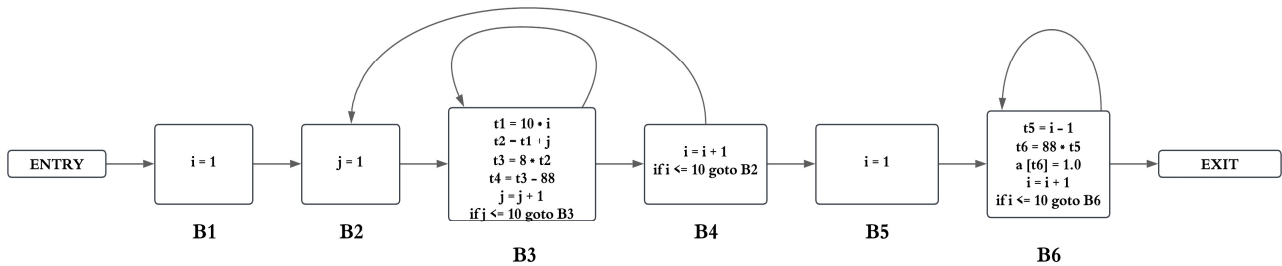 ENTRY
i = 1
B1
j = 1
B2
t1 = 10 * i
t2 = t1 + j
t3 = 8 * t2
t4 = t3 - 88
j = j + 1
if j <= 10 goto B3
B3
i = i + 1
if i <= 10 goto B2
B4
i = 1
B5
t5 = i - 1
t6 = 88 * t5
a [t6] = 1.0
i = i + 1
if i <= 10 goto B6
B6
EXIT